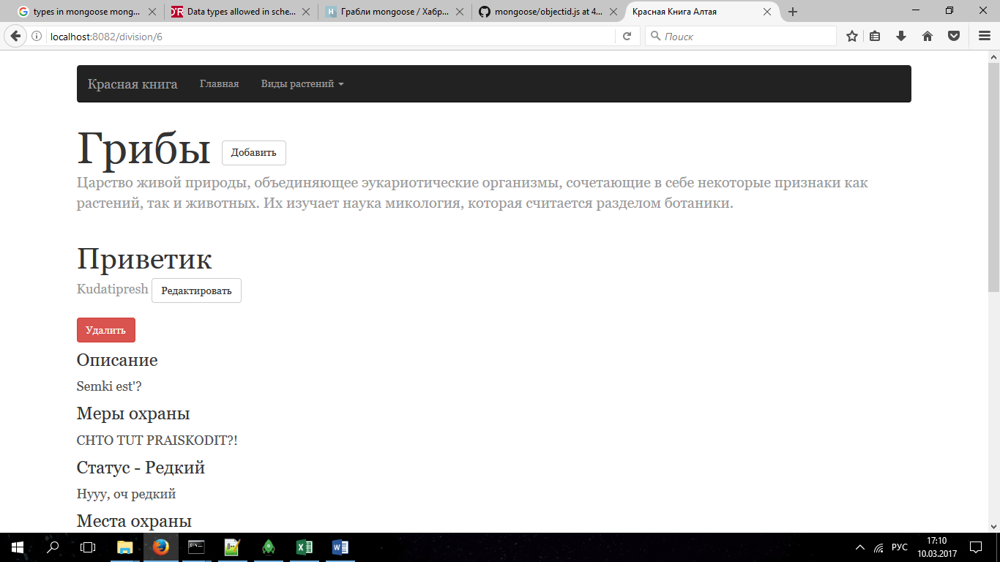 types in mongoose mong...
Data types allowed in sche...
Грабли mongoose / Хабр...
mongoose/objectid.js at 4...
Красная Книга Алтая
localhost:8082/division/6
Поиск
Красная книга
Главная
Виды растений
Грибы
Добавить
Царство живой природы, объединяющее эукариотические организмы, сочетающие в себе некоторые признаки как
растений, так и животных. Их изучает наука микология, которая считается разделом ботаники.
Приветик
Kudatipresh
Редактировать
Удалить
Описание
Semki est'?
Меры охраны
CHTO TUT PRAISKODIT?!
Статус - Редкий
Нууу, оч редкий
Места охраны
РУС
17:10
10.03.2017